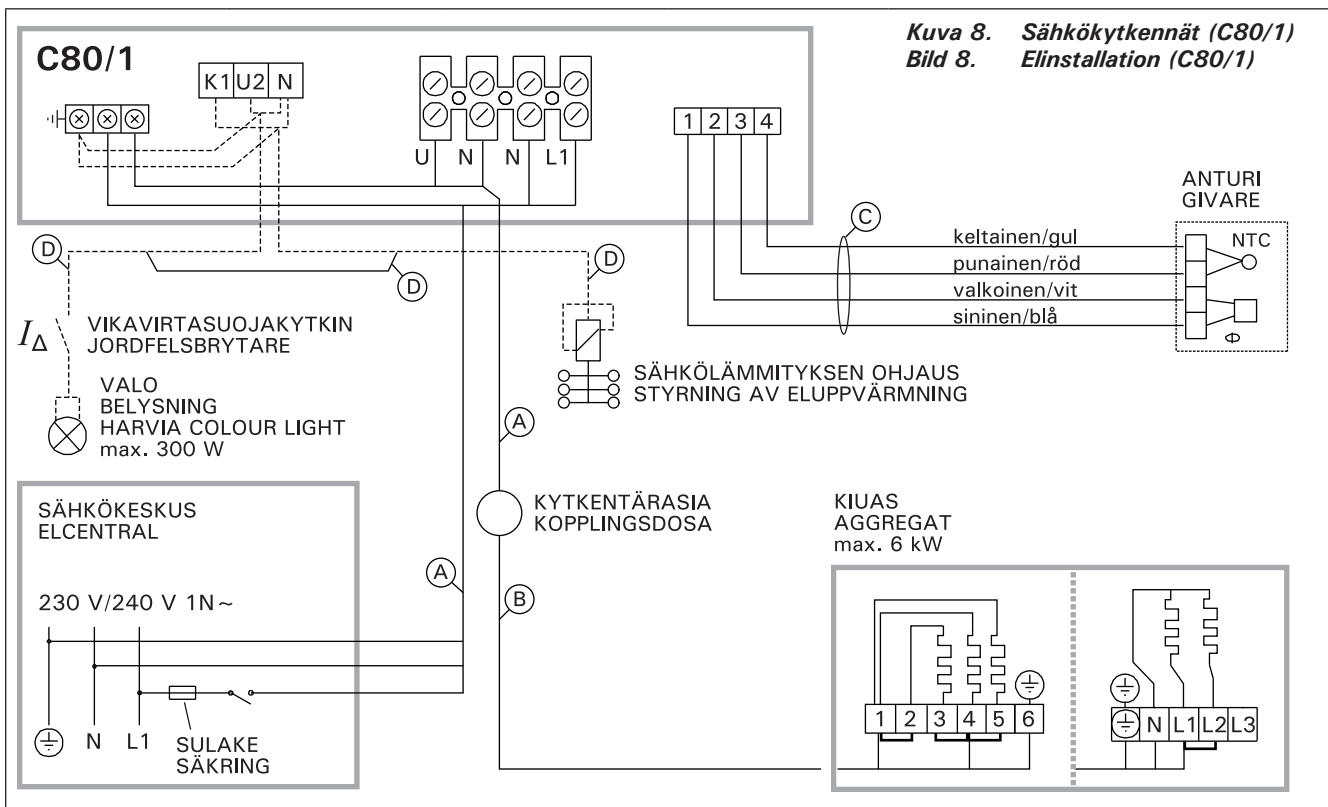 Kuva 8. Sähkökytkennät (C80/1)
Bild 8. Elinstallation (C80/1)
C80/1
K1 U2 N
U N N L1
1 2 3 4
ANTURI
GIVARE
C
keltainen/gul
NTC
punainen/röd
valkoinen/vit
sininen/blå
Φ
D
D
D
I∆
VIKAVIRTASUOJAKYTKIN
JORDFELSBRYTARE
VALO
BELYSNING
HARVIA COLOUR LIGHT
max. 300 W
SÄHKÖLÄMMITYKSEN OHJAUS
STYRNING AV ELUPPVÄRMNING
A
KYTKENTÄRASIA
KOPPLINGSDOSA
A
B
SÄHKÖKESKUS
ELCENTRAL
230 V/240 V 1N~
N L1
SULAKE
SÄKRING
KIUAS
AGGREGAT
max. 6 kW
1 2 3 4 5 6
N L1 L2 L3